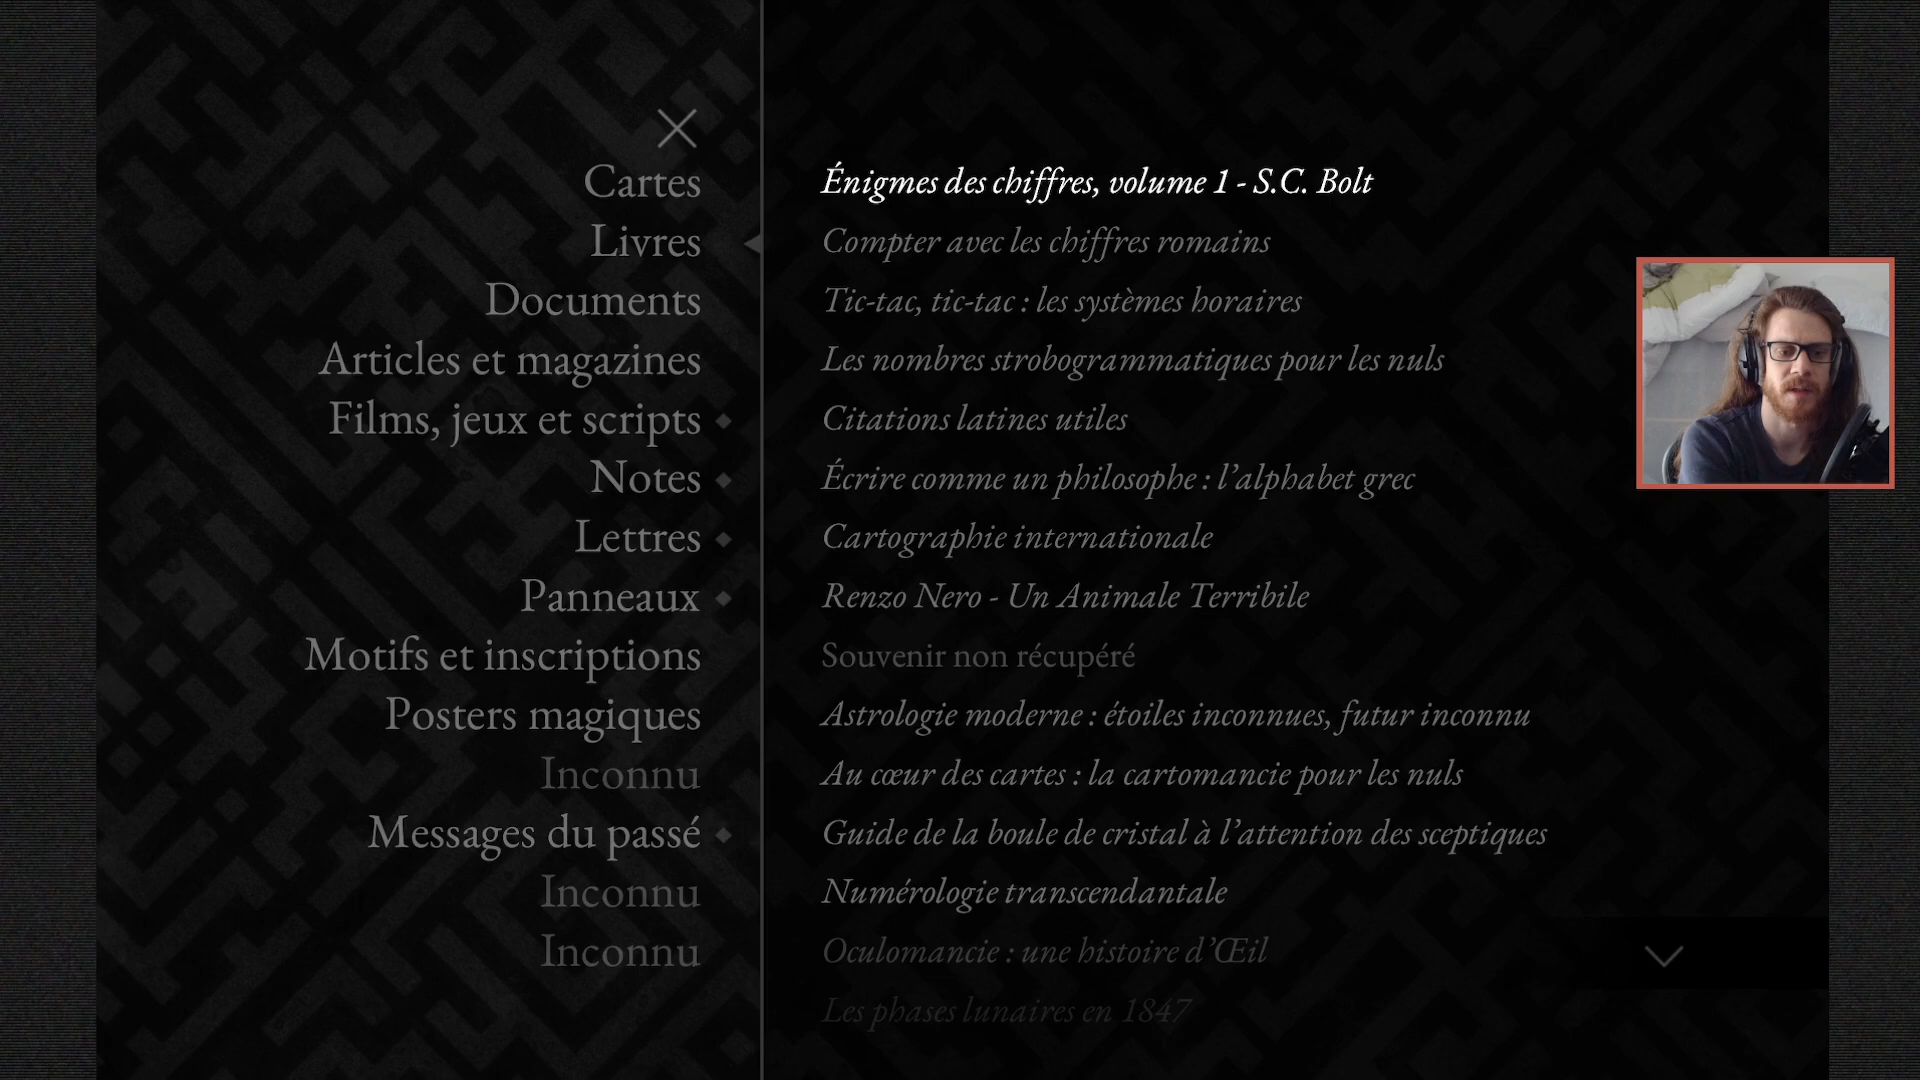 Cartes
Livres
Documents
Articles et magazines
Films, jeux et scripts
Notes
Lettres
Panneaux
Motifs et inscriptions
Posters magiques
Inconnu
Messages du passé
Inconnu
Inconnu
Énigmes des chiffres, volume 1 - S.C. Bolt
Compter avec les chiffres romains
Tic-tac, tic-tac : les systèmes horaires
Les nombres strobogrammatiques pour les nuls
Citations latines utiles
Écrire comme un philosophe : l’alphabet grec
Cartographie internationale
Renzo Nero - Un Animale Terribile
Souvenir non récupéré
Astrologie moderne : étoiles inconnues, futur inconnu
Au cœur des cartes : la cartomancie pour les nuls
Guide de la boule de cristal à l’attention des sceptiques
Numérologie transcendantale
Oculomancie : une histoire d’Œil
Les phases lunaires en 1847